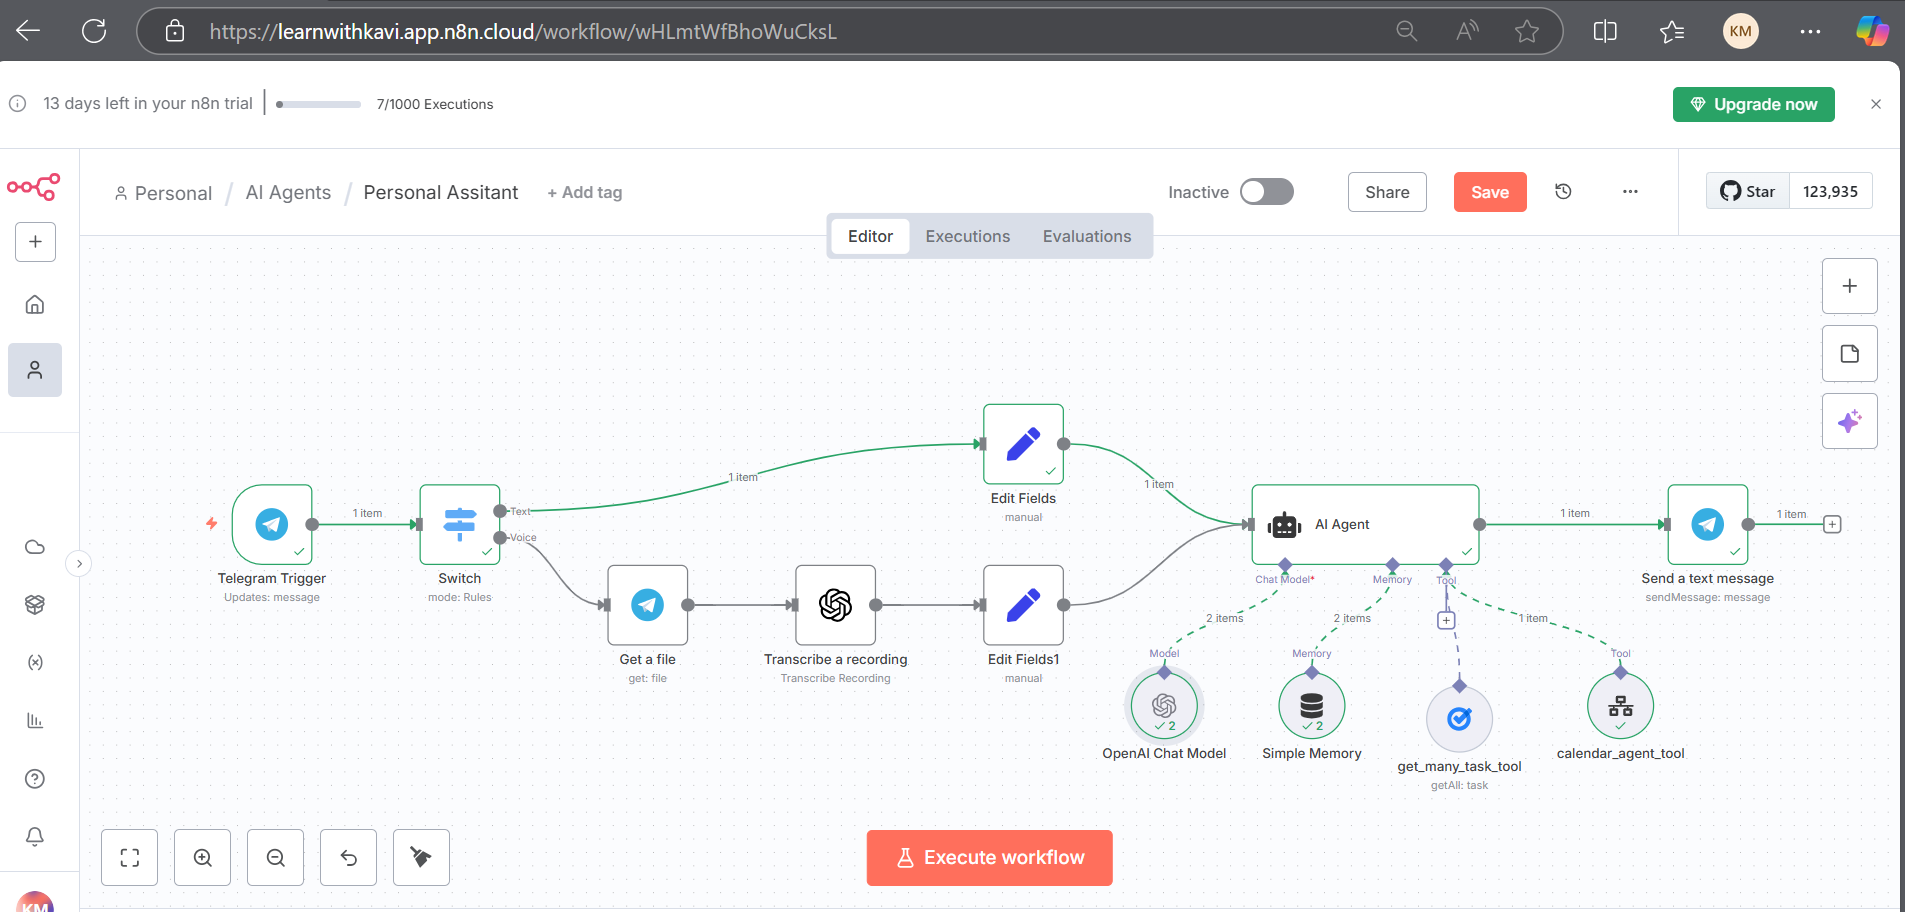 https://learnwithkavi.app.n8n.cloud/workflow/wHLmtWfBhoWuCksL
KM
13 days left in your n8n trial
7/1000 Executions
Upgrade now
Personal / AI Agents / Personal Assitant + Add tag
Inactive
Share
Save
Star 123,935
Editor
Executions
Evaluations
1 item
Edit Fields
manual
1 item
1 item
Telegram Trigger
Updates: message
Text
Voice
Switch
mode: Rules
Get a file
get: file
Transcribe a recording
Transcribe Recording
Edit Fields1
manual
AI Agent
Chat Model*
Memory
Tool
1 item
1 item
Send a text message
sendMessage: message
2 items
2 items
1 item
Model
Memory
Tool
2
2
OpenAI Chat Model
Simple Memory
get_many_task_tool
getAll: task
calendar_agent_tool
Execute workflow
KM